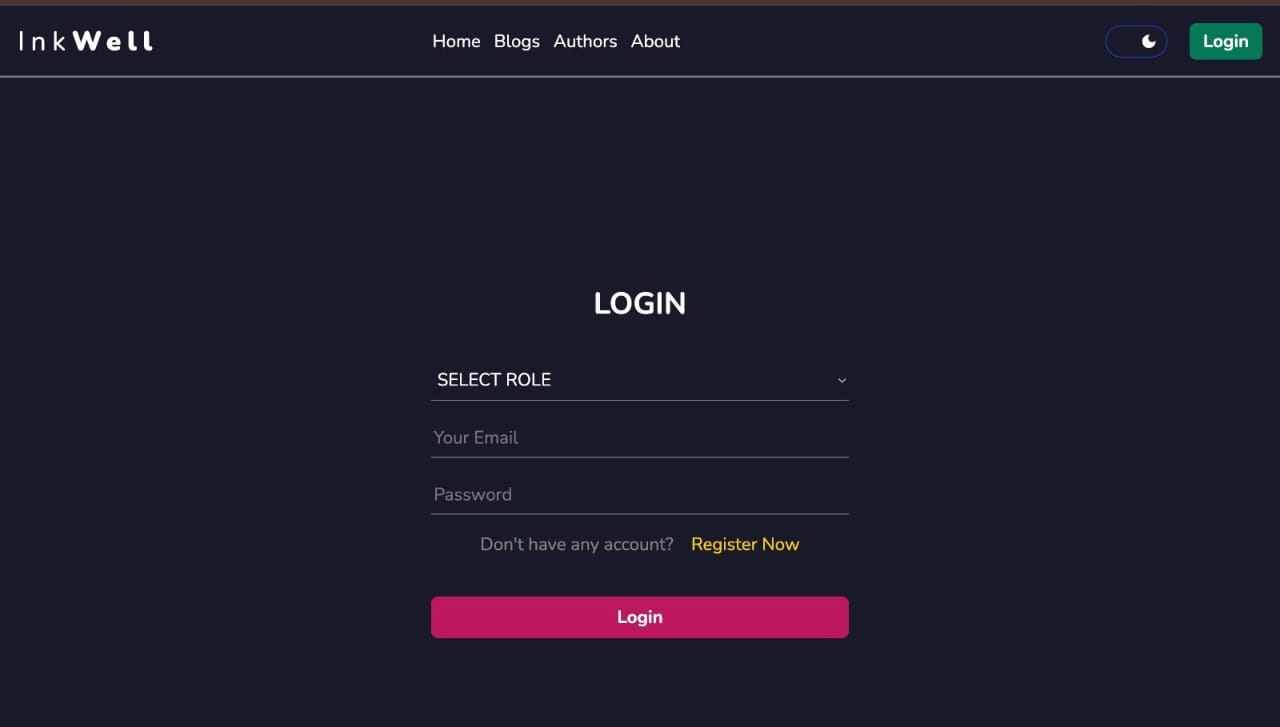 InkWell
Home Blogs Authors About
Login
LOGIN
SELECT ROLE
Your Email
Password
Don't have any account? Register Now
Login